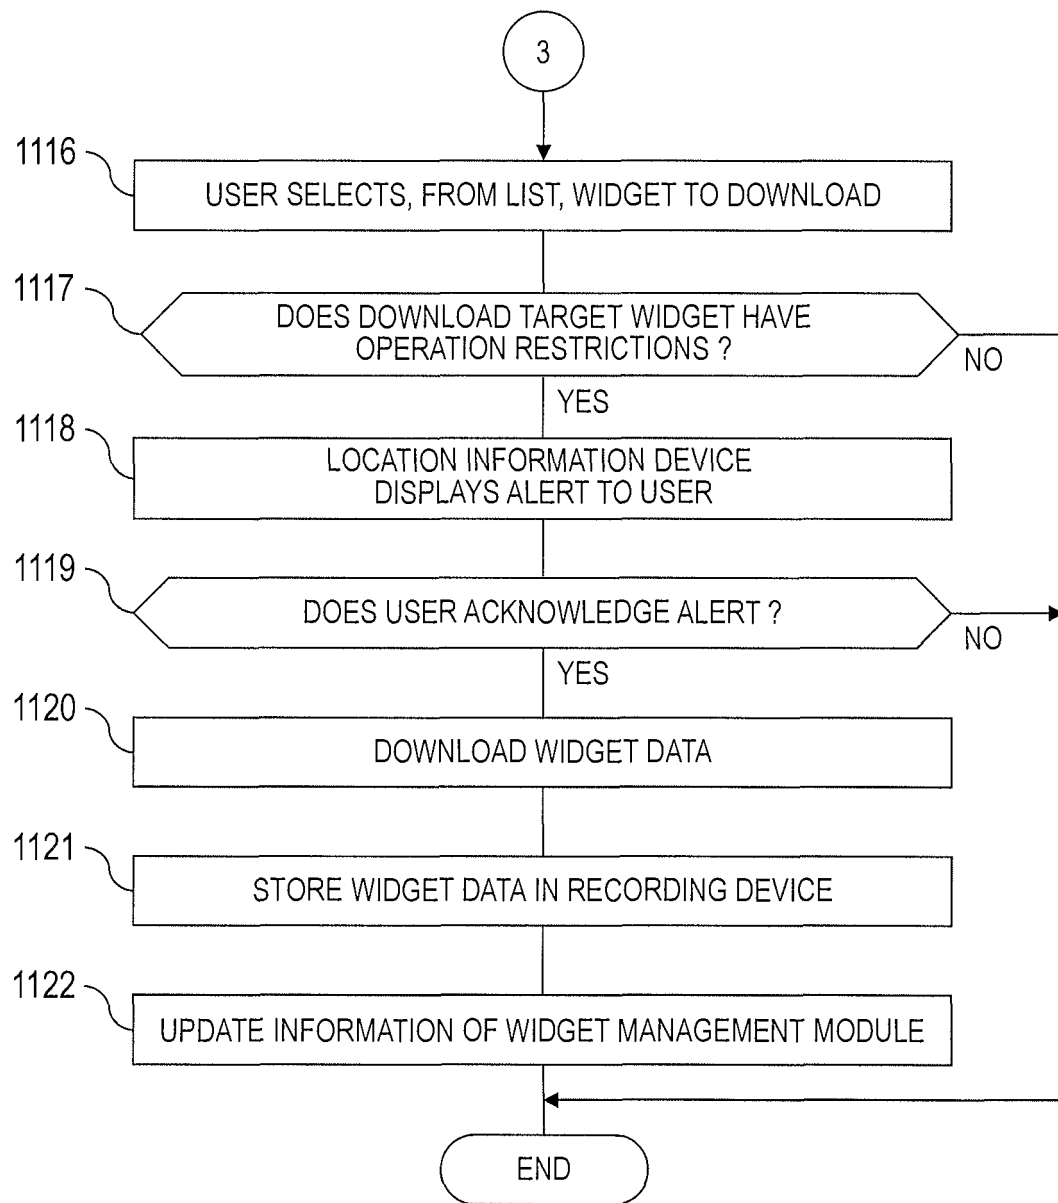 3
1116
USER SELECTS, FROM LIST, WIDGET TO DOWNLOAD
1117
DOES DOWNLOAD TARGET WIDGET HAVE
OPERATION RESTRICTIONS ?
NO
YES
1118
LOCATION INFORMATION DEVICE
DISPLAYS ALERT TO USER
1119
DOES USER ACKNOWLEDGE ALERT ?
NO
YES
1120
DOWNLOAD WIDGET DATA
1121
STORE WIDGET DATA IN RECORDING DEVICE
1122
UPDATE INFORMATION OF WIDGET MANAGEMENT MODULE
END